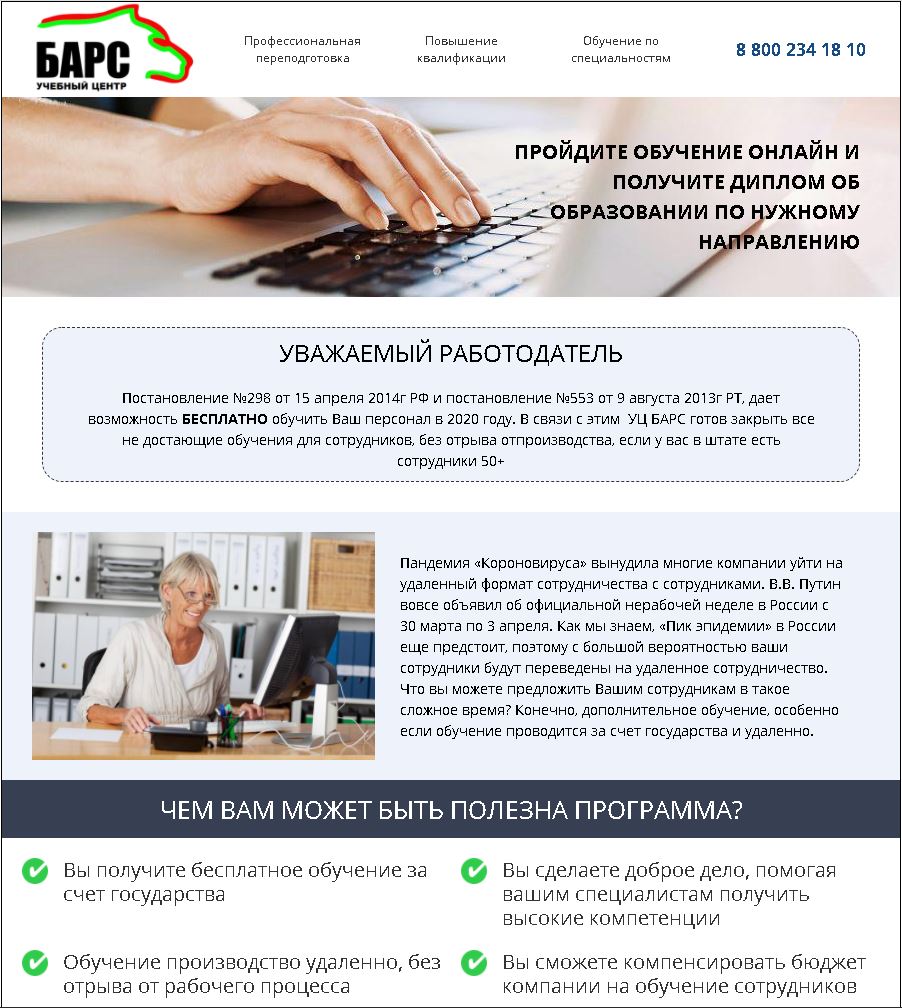 БАРС
УЧЕБНЫЙ ЦЕНТР
Профессиональная
переподготовка
Повышение
квалификации
Обучение по
специальностям
8 800 234 18 10
ПРОЙДИТЕ ОБУЧЕНИЕ ОНЛАЙН И
ПОЛУЧИТЕ ДИПЛОМ ОБ
ОБРАЗОВАНИИ ПО НУЖНОМУ
НАПРАВЛЕНИЮ
УВАЖАЕМЫЙ РАБОТОДАТЕЛЬ
Постановление №298 от 15 апреля 2014г РФ и постановление №553 от 9 августа 2013г РТ, дает
возможность БЕСПЛАТНО обучить Ваш персонал в 2020 году. В связи с этим УЦ БАРС готов закрыть все
не достающие обучения для сотрудников, без отрыва отпроизводства, если у вас в штате есть
сотрудники 50+
Пандемия «Короновируса» вынудила многие компании уйти на
удаленный формат сотрудничества с сотрудниками. В.В. Путин
вовсе объявил об официальной нерабочей неделе в России с
30 марта по 3 апреля. Как мы знаем, «Пик эпидемии» в России
еще предстоит, поэтому с большой вероятностью ваши
сотрудники будут переведены на удаленное сотрудничество.
Что вы можете предложить Вашим сотрудникам в такое
сложное время? Конечно, дополнительное обучение, особенно
если обучение проводится за счет государства и удаленно.
ЧЕМ ВАМ МОЖЕТ БЫТЬ ПОЛЕЗНА ПРОГРАММА?
Вы получите бесплатное обучение за
счет государства
Вы сделаете доброе дело, помогая
вашим специалистам получить
высокие компетенции
Обучение производство удаленно, без
отрыва от рабочего процесса
Вы сможете компенсировать бюджет
компании на обучение сотрудников